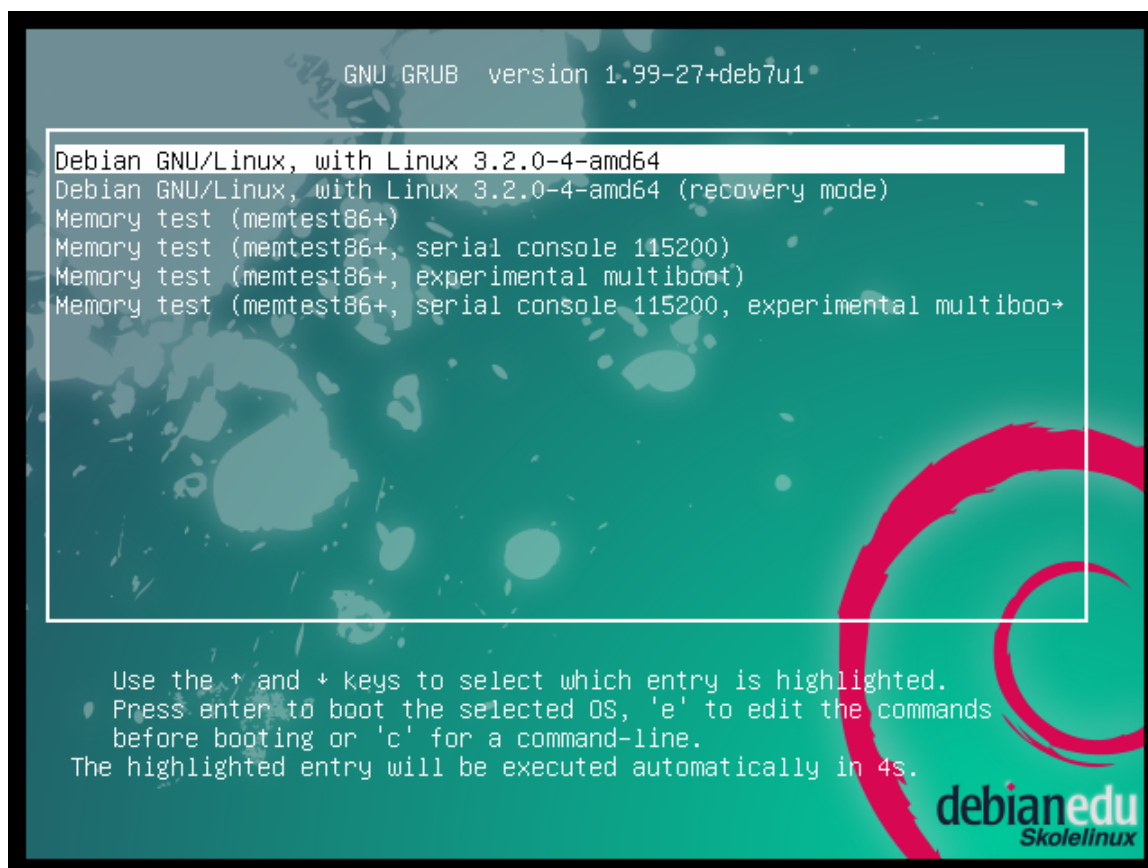 GNU GRUB  version 1.99-27+deb7u1
Debian GNU/Linux, with Linux 3.2.0-4-amd64
Debian GNU/Linux, with Linux 3.2.0-4-amd64 (recovery mode)
Memory test (memtest86+)
Memory test (memtest86+, serial console 115200)
Memory test (memtest86+, experimental multiboot)
Memory test (memtest86+, serial console 115200, experimental multiboo→
Use the ↑ and ↓ keys to select which entry is highlighted.
Press enter to boot the selected OS, 'e' to edit the commands
before booting or 'c' for a command-line.
The highlighted entry will be executed automatically in 4s.
debianedu
Skolelinux